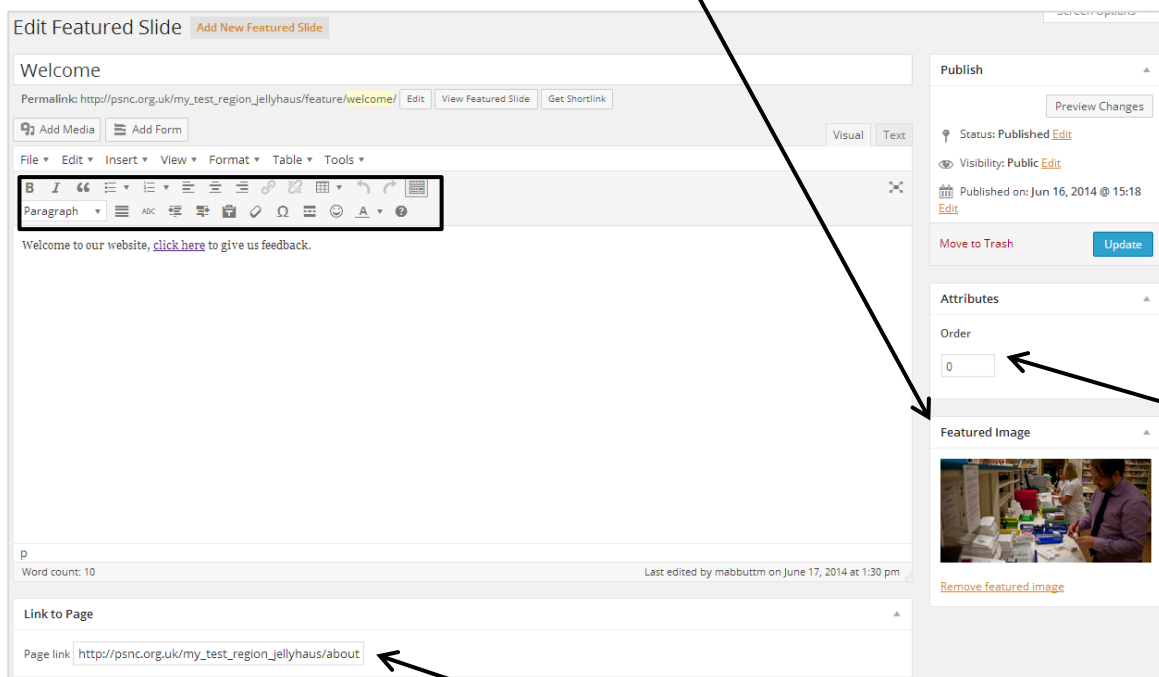 Screen Options
Edit Featured Slide Add New Featured Slide
Welcome
Permalink: http://psnc.org.uk/my_test_region_jellyhaus/feature/welcome/ Edit View Featured Slide Get Shortlink
Add Media Add Form Visual Text
File Edit Insert View Format Table Tools
B I
Paragraph ABC A
Welcome to our website, click here to give us feedback.
p
Word count: 10 Last edited by mabbuttm on June 17, 2014 at 1:30 pm
Link to Page
Page link http://psnc.org.uk/my_test_region_jellyhaus/about
Publish
Preview Changes
Status: Published Edit
Visibility: Public Edit
Published on: Jun 16, 2014 @ 15:18
Edit
Move to Trash Update
Attributes
Order
0
Featured Image
Remove featured image